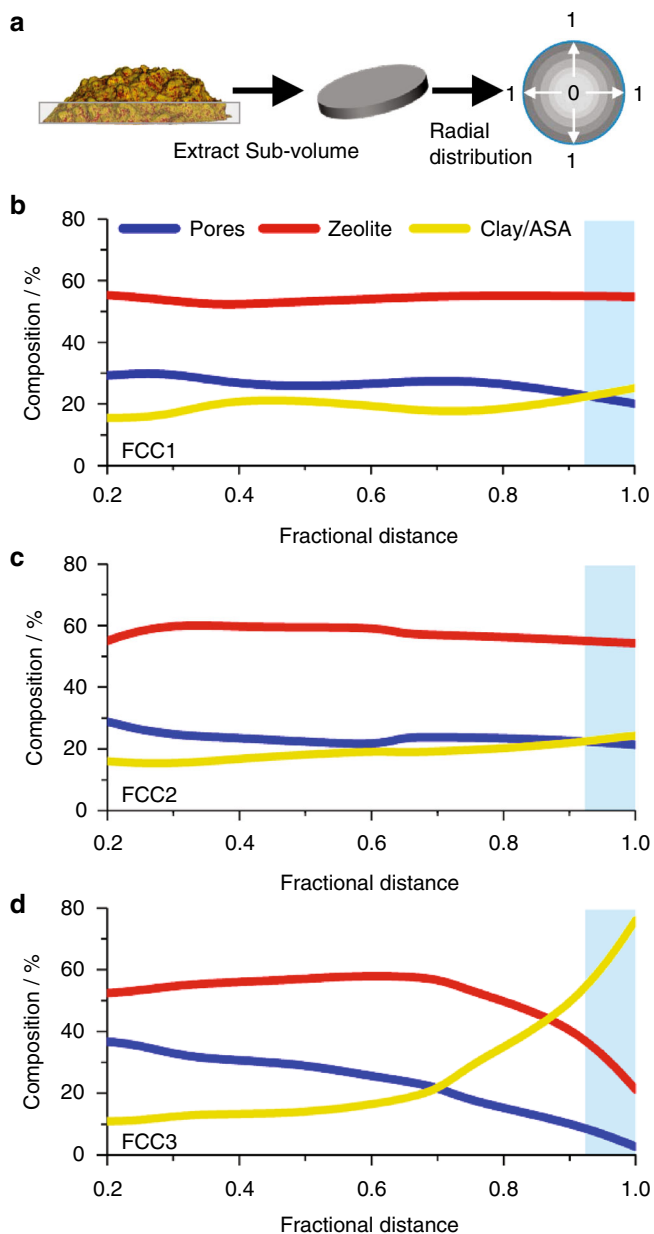 a
1
1
0
1
1
Extract Sub-volume
Radial
distribution
b
80
60
40
20
0
Composition / %
Pores
Zeolite
Clay/ASA
FCC1
0.2
0.4
0.6
0.8
1.0
Fractional distance
c
80
60
40
20
0
Composition / %
FCC2
0.2
0.4
0.6
0.8
1.0
Fractional distance
d
80
60
40
20
0
Composition / %
FCC3
0.2
0.4
0.6
0.8
1.0
Fractional distance